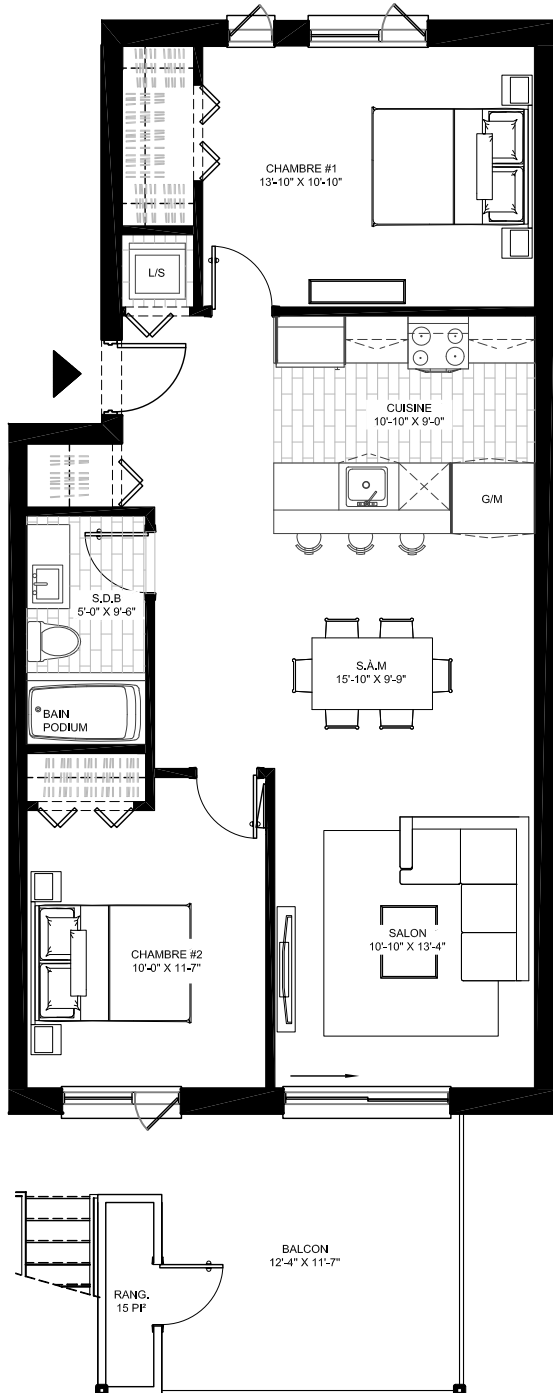 CHAMBRE #1
13'-10" X 10'-10"
L/S
CUISINE
10'-10" X 9'-0"
G/M
S.D.B
5'-0" X 9'-6"
S.À.M
15'-10" X 9'-9"
BAIN
PODIUM
SALON
10'-10" X 13'-4"
CHAMBRE #2
10'-0" X 11'-7"
BALCON
12'-4" X 11'-7"
RANG.
15 PI²